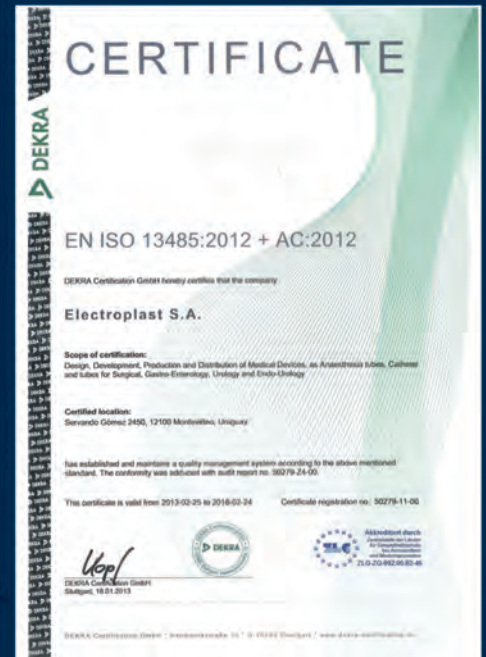 CERTIFICATE
DEKRA
EN ISO 13485:2012 + AC:2012
DEKRA Certification GmbH hereby certifies that the company
Electroplast S.A.
Scope of certification:
Design, Development, Production and Distribution of Medical Devices, as Anaesthesia tubes, Catheter
and tubes for Surgical, Gastro-Enterology, Urology and Endo-Urology
Certified location:
Servando Gómez 2450, 12100 Montevideo, Uruguay
has established and maintains a quality management system according to the above mentioned
standard. The conformity was adduced with audit report no. 50279-Z4-00.
This certificate is valid from 2013-02-25 to 2016-02-24
Certificate registration no.: 50279-11-00
DEKRA
ZLG
Akkreditiert durch
DEKRA Certification GmbH
Stuttgart, 18.01.2013